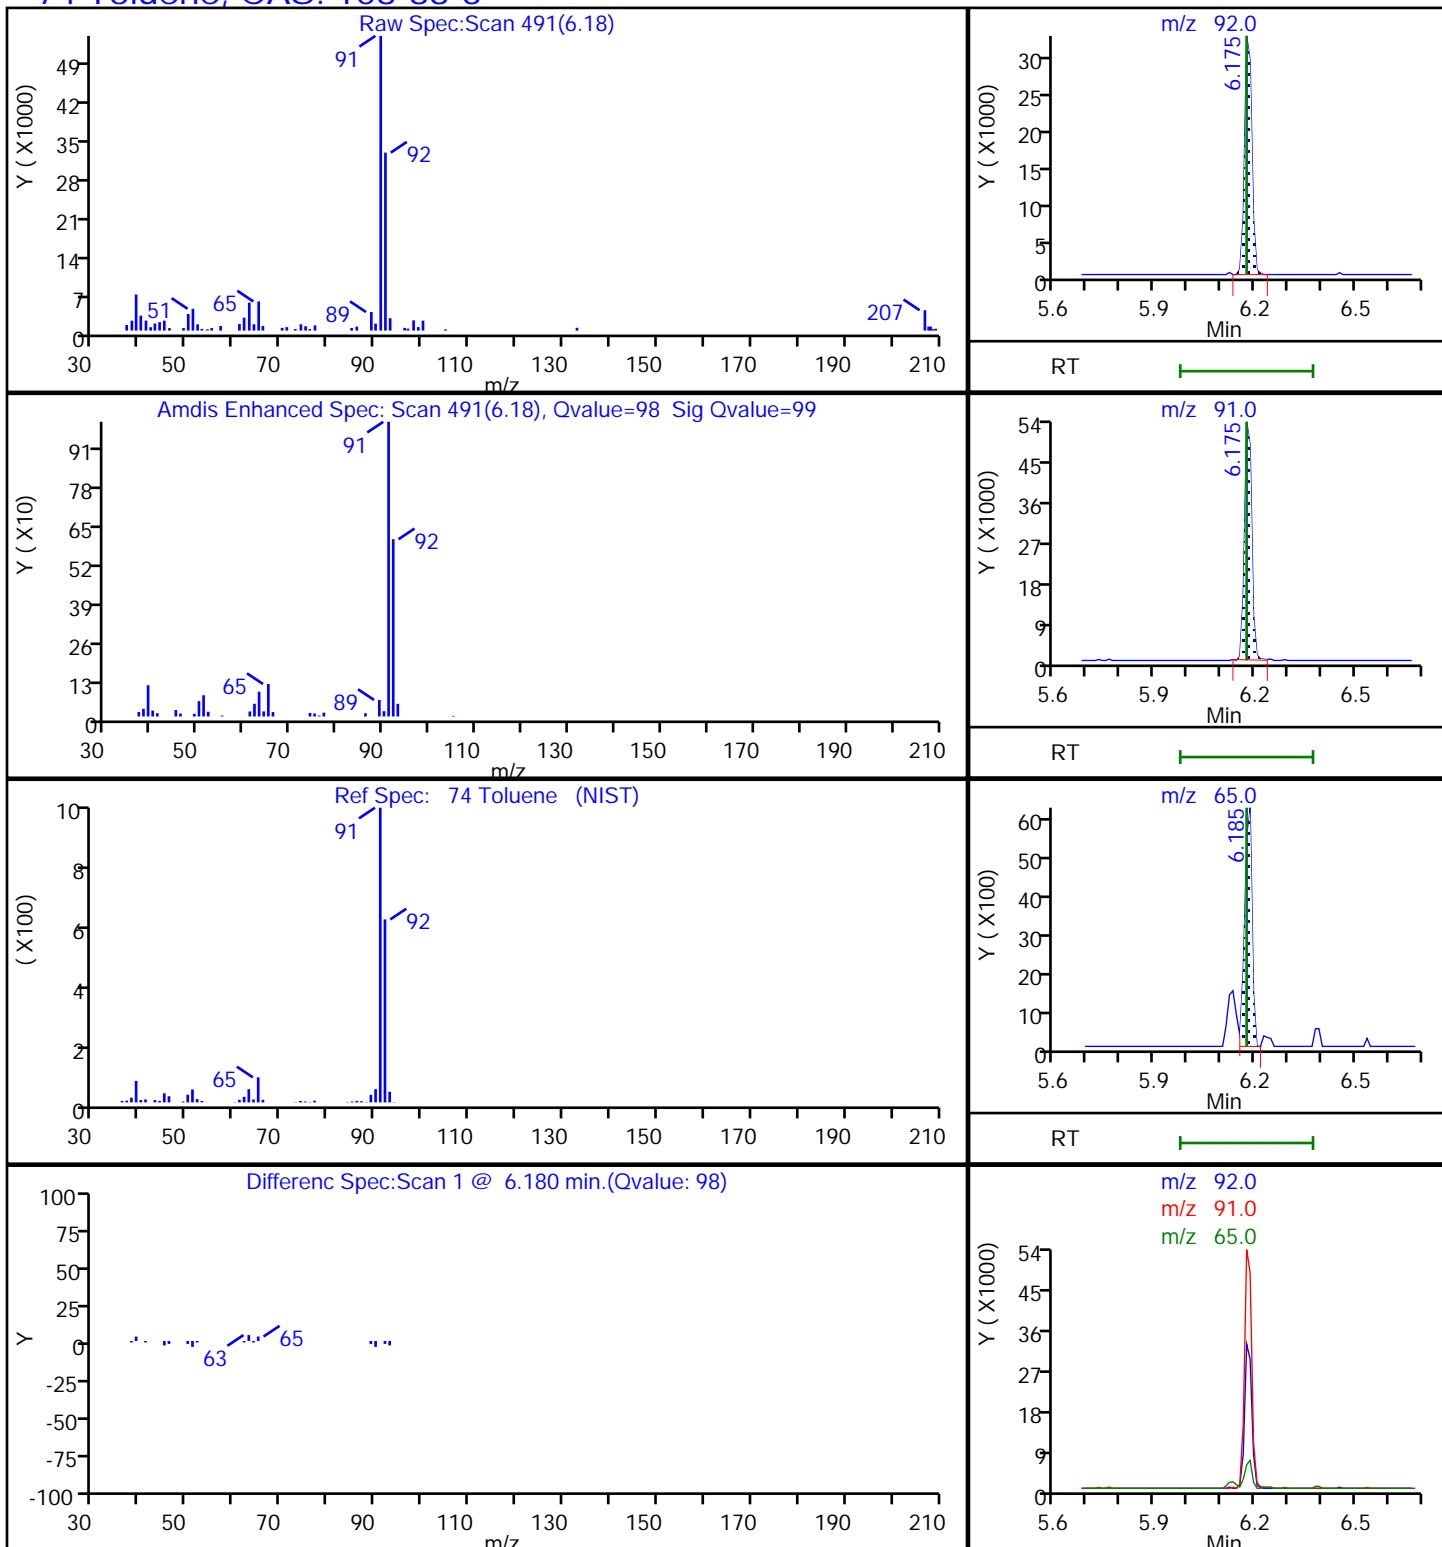 Raw Spec:Scan 491(6.18)
Y ( X1000)
49
42
35
28
21
14
7
0
91
92
51
65
89
207
30 50 70 90 110 130 150 170 190 210
m/z
m/z 92.0
Y ( X1000)
30
25
20
15
10
5
0
6.175
5.6 5.9 6.2 6.5
Min
RT
Amdis Enhanced Spec: Scan 491(6.18), Qvalue=98 Sig Qvalue=99
Y ( X10)
91
78
65
52
39
26
13
0
91
92
65
89
30 50 70 90 110 130 150 170 190 210
m/z
m/z 91.0
Y ( X1000)
54
45
36
27
18
9
0
6.175
5.6 5.9 6.2 6.5
Min
RT
Ref Spec: 74 Toluene (NIST)
( X100)
10
8
6
4
2
0
91
92
65
30 50 70 90 110 130 150 170 190 210
m/z
m/z 65.0
Y ( X100)
60
50
40
30
20
10
0
6.185
5.6 5.9 6.2 6.5
Min
RT
Differenc Spec:Scan 1 @ 6.180 min.(Qvalue: 98)
Y
100
75
50
25
0
-25
-50
-75
-100
63
65
30 50 70 90 110 130 150 170 190 210
m/z
m/z 92.0
m/z 91.0
m/z 65.0
Y ( X1000)
54
45
36
27
18
9
0
5.6 5.9 6.2 6.5
Min